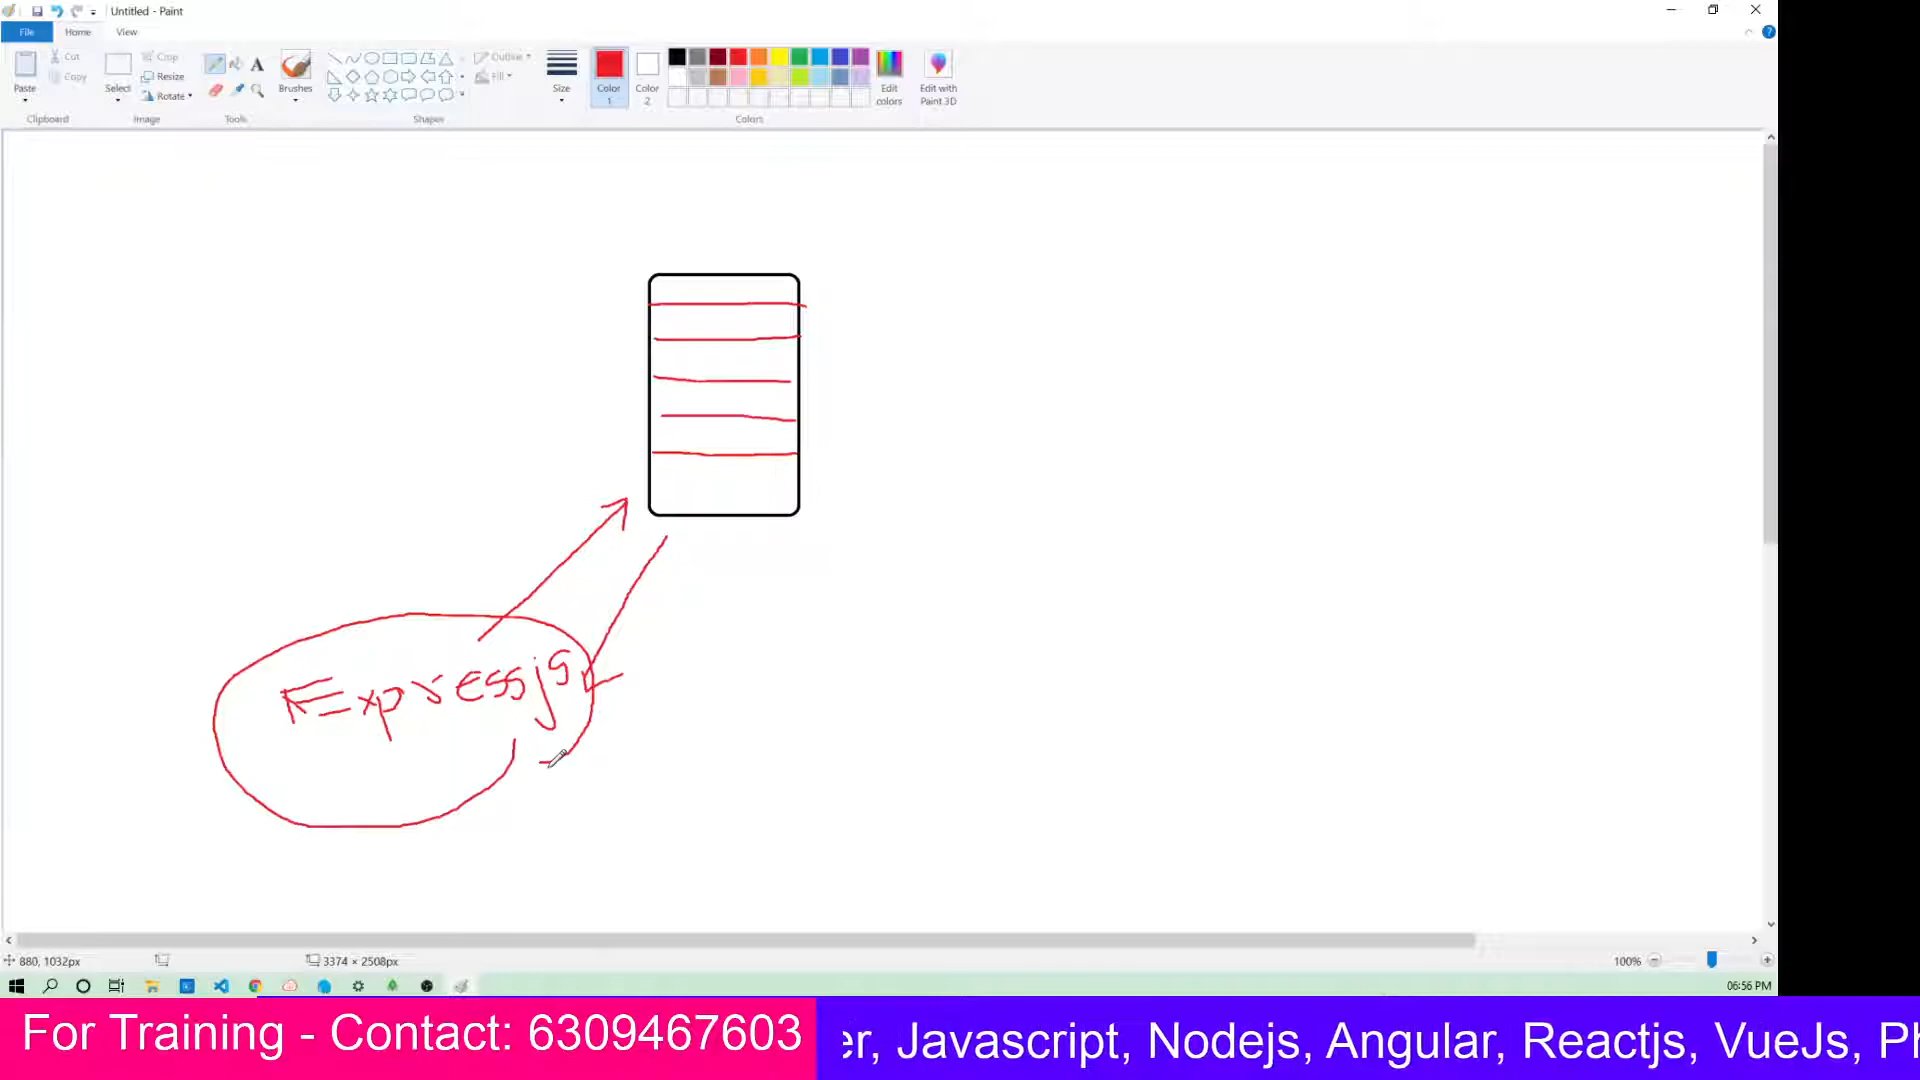 Untitled - Paint
File
Home
View
Paste
Cut
Copy
Clipboard
Select
Crop
Resize
Rotate
Image
A
Tools
Brushes
Shapes
Outline
Fill
Size
Color
1
Color
2
Colors
Edit
colors
Edit with
Paint 3D
Expressjs
880, 1032px
3374 × 2508px
100%
06:56 PM
For Training - Contact: 6309467603
er, Javascript, Nodejs, Angular, Reactjs, VueJs, Ph